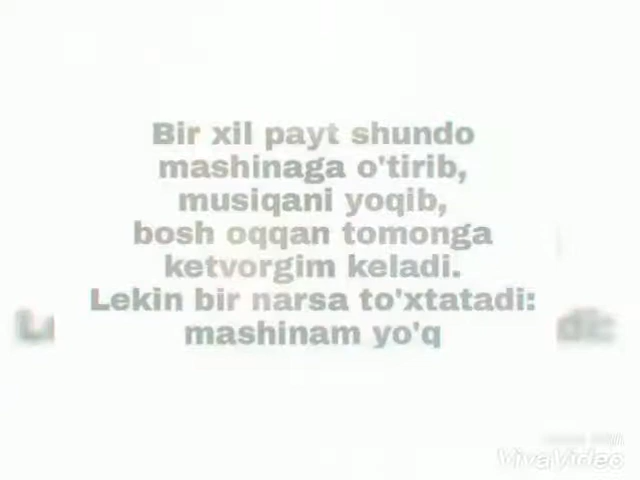 Bir xil payt shundo
mashinaga o'tirib,
musiqani yoqib,
bosh oqqan tomonga
ketvorgim keladi.
Lekin bir narsa to'xtatadi:
mashinam yo'q
VivaVideo